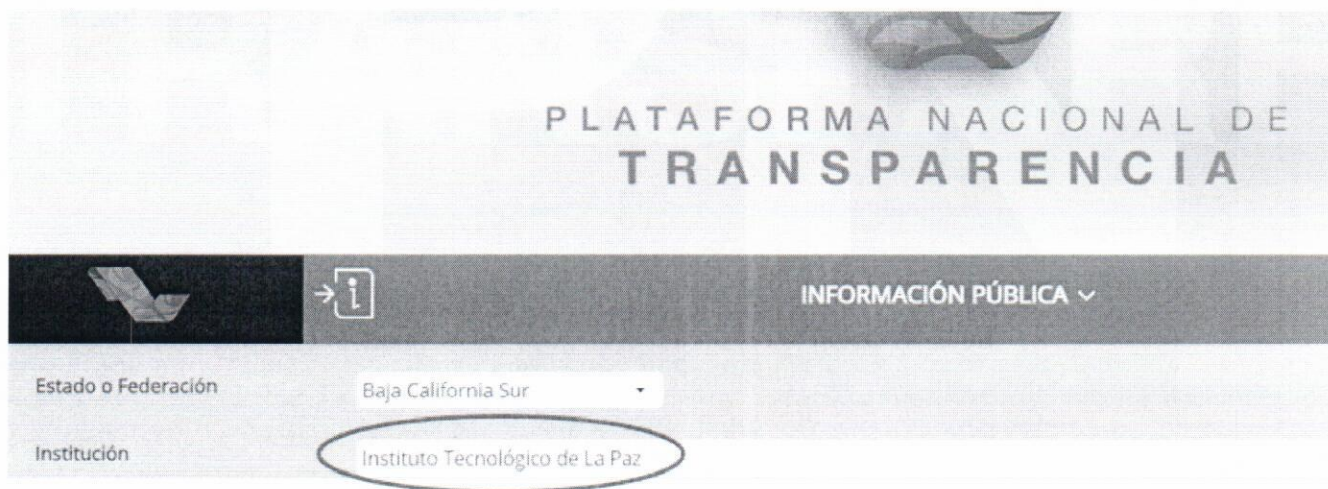 PLATAFORMA NACIONAL DE
TRANSPARENCIA
INFORMACIÓN PÚBLICA
Estado o Federación
Baja California Sur
Institución
Instituto Tecnológico de La Paz